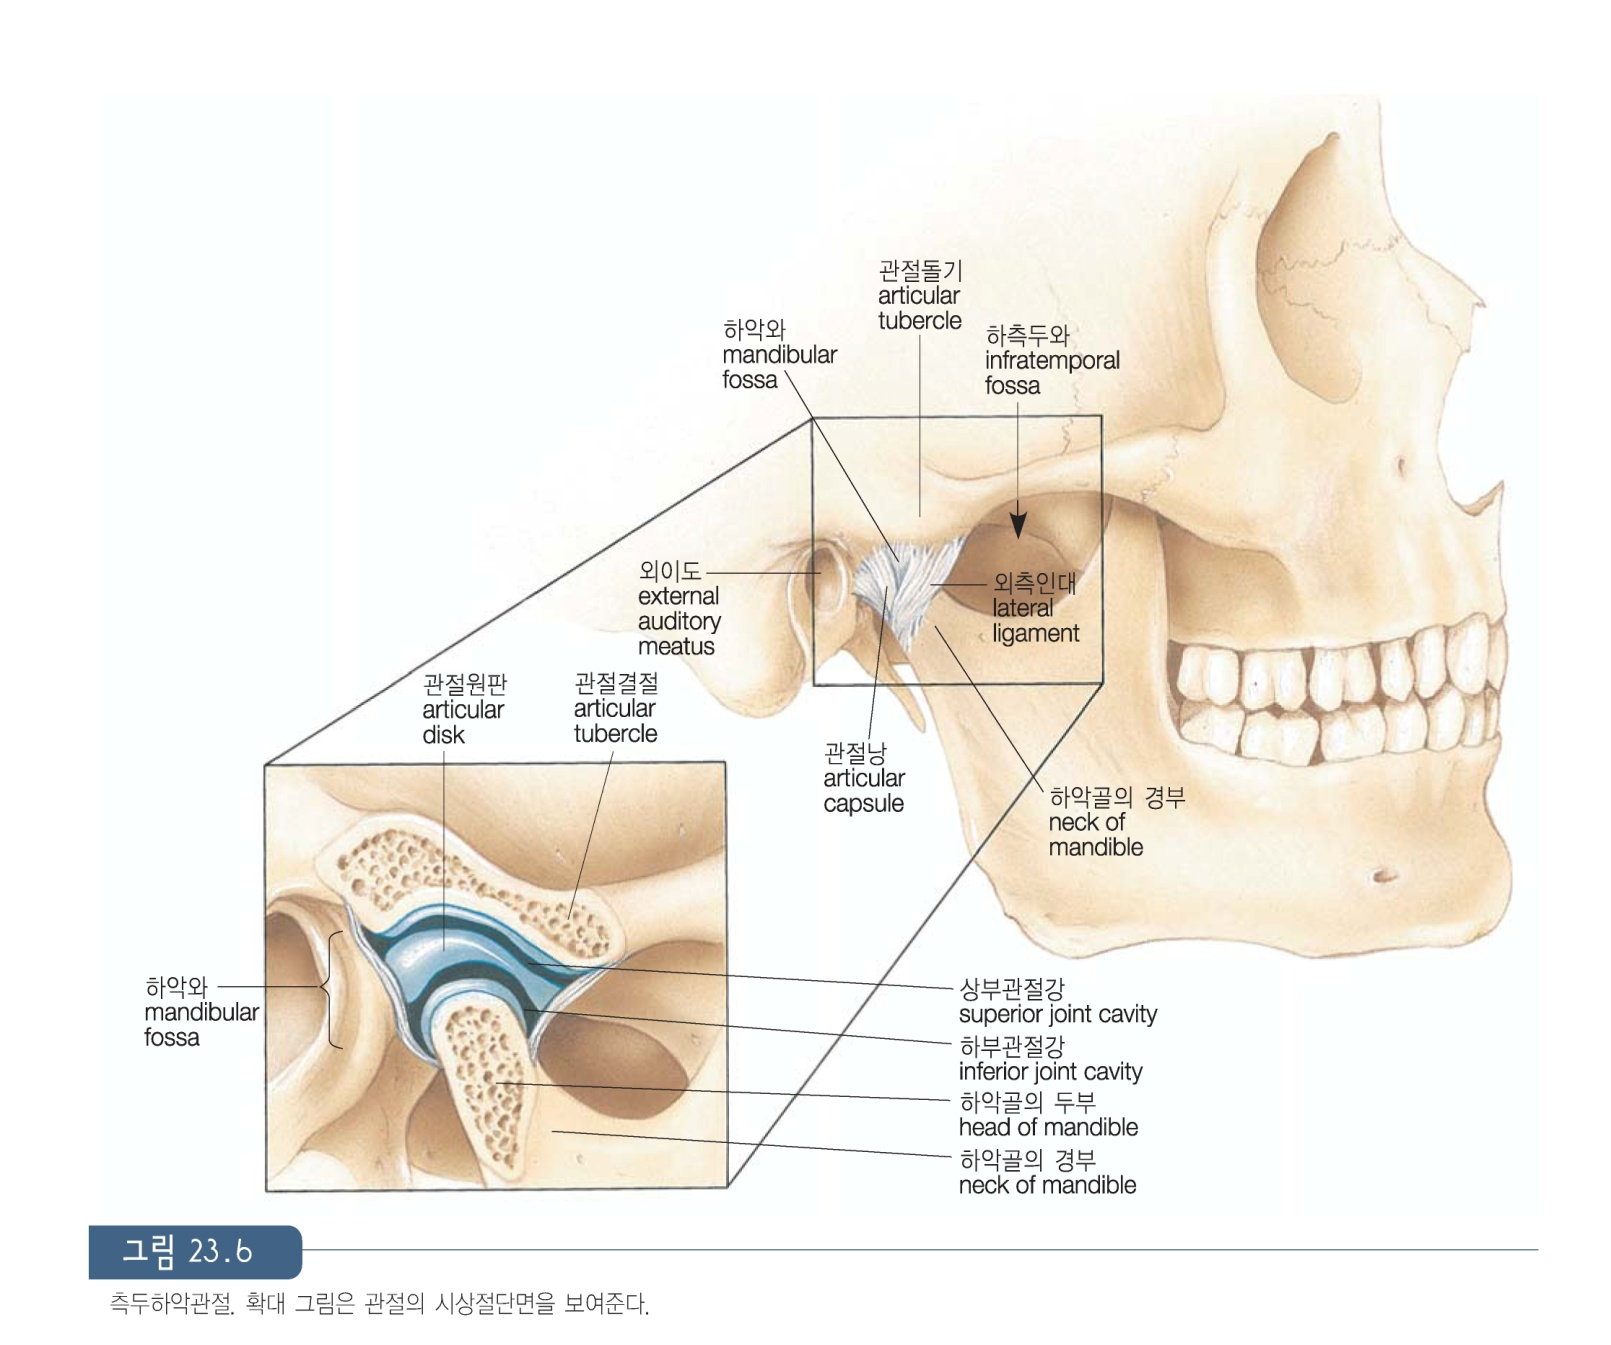 관절돌기
articular
tubercle
하악와
mandibular
fossa
하측두와
infratemporal
fossa
외이도
external
auditory
meatus
외측인대
lateral
ligament
관절원판
articular
disk
관절결절
articular
tubercle
관절낭
articular
capsule
하악골의 경부
neck of
mandible
하악와
mandibular
fossa
상부관절강
superior joint cavity
하부관절강
inferior joint cavity
하악골의 두부
head of mandible
하악골의 경부
neck of mandible
그림 23.6
측두하악관절. 확대 그림은 관절의 시상절단면을 보여준다.